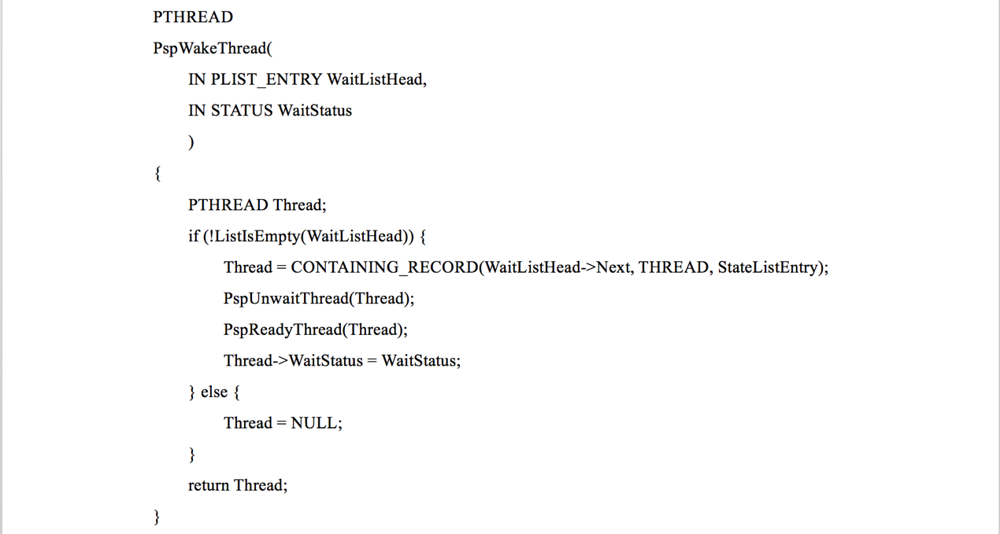 PTHREAD
PspWakeThread(
IN PLIST_ENTRY WaitListHead,
IN STATUS WaitStatus
)
{
PTHREAD Thread;
if (!ListIsEmpty(WaitListHead)) {
Thread = CONTAINING_RECORD(WaitListHead->Next, THREAD, StateListEntry);
PspUnwaitThread(Thread);
PspReadyThread(Thread);
Thread->WaitStatus = WaitStatus;
} else {
Thread = NULL;
}
return Thread;
}